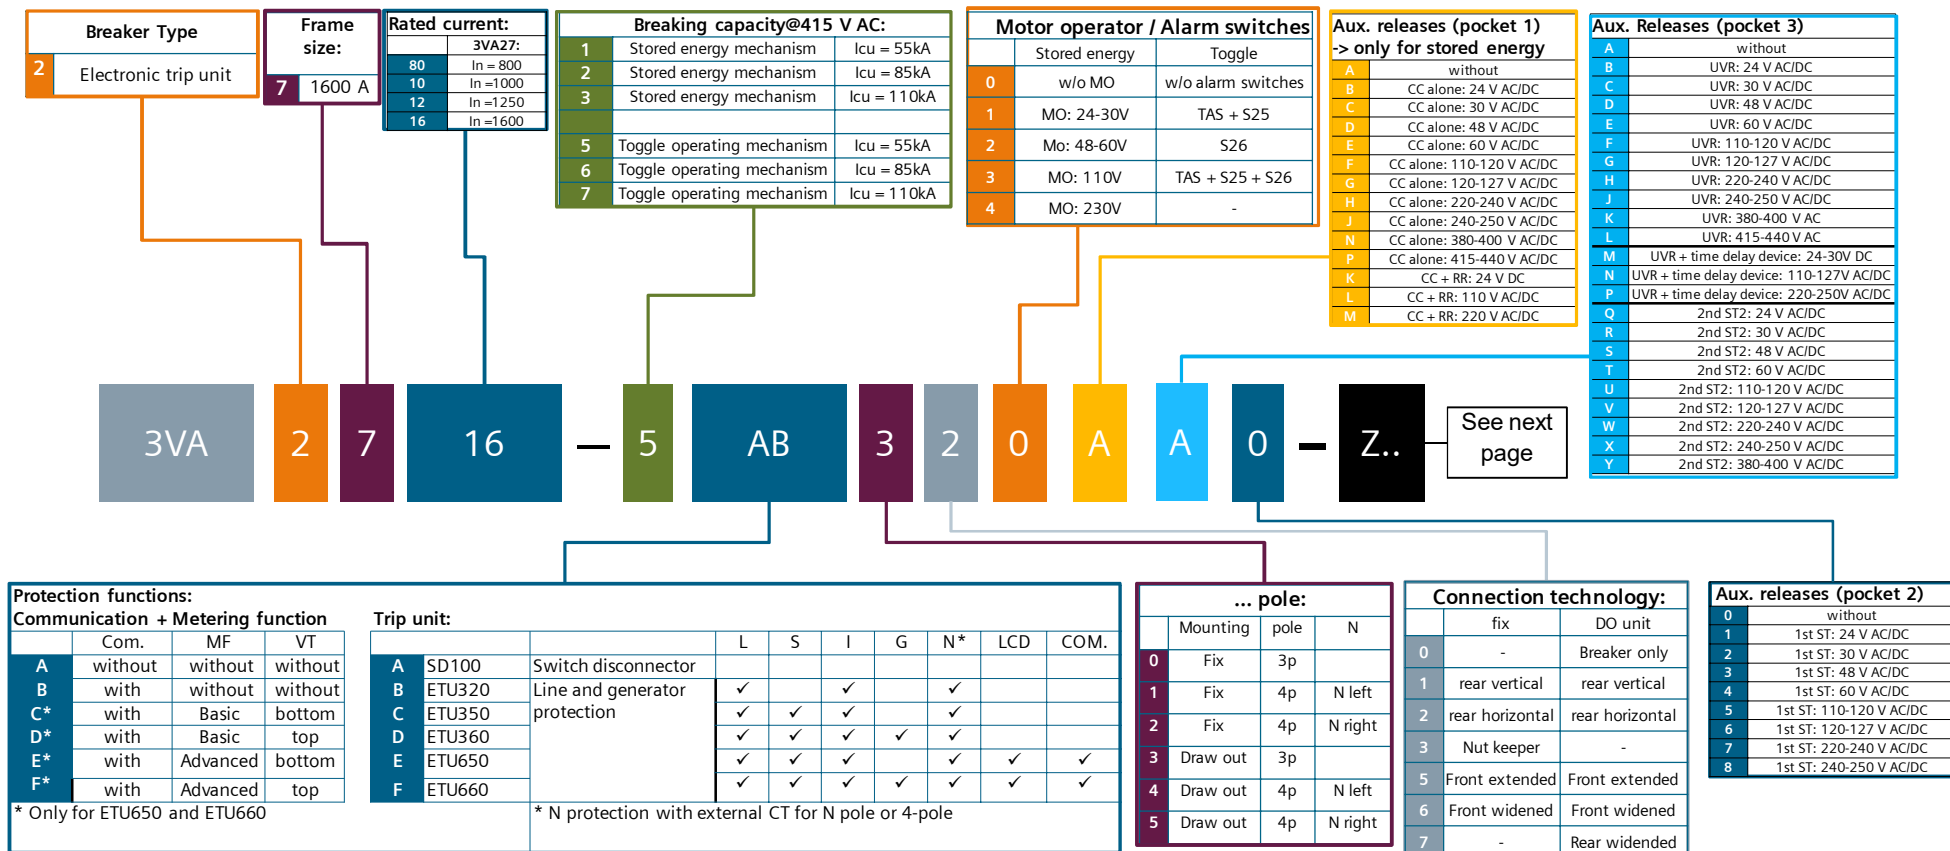 Breaker Type
2 Electronic trip unit
Frame size:
7 1600 A
Rated current:
3VA27:
80 In = 800
10 In =1000
12 In =1250
16 In =1600
Breaking capacity@415 V AC:
1 Stored energy mechanism Icu = 55kA
2 Stored energy mechanism Icu = 85kA
3 Stored energy mechanism Icu = 110kA
5 Toggle operating mechanism Icu = 55kA
6 Toggle operating mechanism Icu = 85kA
7 Toggle operating mechanism Icu = 110kA
Motor operator / Alarm switches
Stored energy Toggle
0 w/o MO w/o alarm switches
1 MO: 24-30V TAS + S25
2 Mo: 48-60V S26
3 MO: 110V TAS + S25 + S26
4 MO: 230V -
Aux. releases (pocket 1)
-> only for stored energy
A without
B CC alone: 24 V AC/DC
C CC alone: 30 V AC/DC
D CC alone: 48 V AC/DC
E CC alone: 60 V AC/DC
F CC alone: 110-120 V AC/DC
G CC alone: 120-127 V AC/DC
H CC alone: 220-240 V AC/DC
J CC alone: 240-250 V AC/DC
N CC alone: 380-400 V AC/DC
P CC alone: 415-440 V AC/DC
K CC + RR: 24 V DC
L CC + RR: 110 V AC/DC
M CC + RR: 220 V AC/DC
Aux. Releases (pocket 3)
A without
B UVR: 24 V AC/DC
C UVR: 30 V AC/DC
D UVR: 48 V AC/DC
E UVR: 60 V AC/DC
F UVR: 110-120 V AC/DC
G UVR: 120-127 V AC/DC
H UVR: 220-240 V AC/DC
J UVR: 240-250 V AC/DC
K UVR: 380-400 V AC
L UVR: 415-440 V AC
M UVR + time delay device: 24-30V DC
N UVR + time delay device: 110-127V AC/DC
P UVR + time delay device: 220-250V AC/DC
Q 2nd ST2: 24 V AC/DC
R 2nd ST2: 30 V AC/DC
S 2nd ST2: 48 V AC/DC
T 2nd ST2: 60 V AC/DC
U 2nd ST2: 110-120 V AC/DC
V 2nd ST2: 120-127 V AC/DC
W 2nd ST2: 220-240 V AC/DC
X 2nd ST2: 240-250 V AC/DC
Y 2nd ST2: 380-400 V AC/DC
3VA 2 7 16 – 5 AB 3 2 0 A A 0 – Z..
See next
page
Protection functions:
Communication + Metering function
Com. MF VT
A without without without
B with without without
C* with Basic bottom
D* with Basic top
E* with Advanced bottom
F* with Advanced top
* Only for ETU650 and ETU660
Trip unit:
L S I G N* LCD COM.
A SD100 Switch disconnector
B ETU320 Line and generator protection ✓ ✓ ✓
C ETU350 ✓ ✓ ✓ ✓
D ETU360 ✓ ✓ ✓ ✓ ✓
E ETU650 ✓ ✓ ✓ ✓ ✓ ✓
F ETU660 ✓ ✓ ✓ ✓ ✓ ✓ ✓
* N protection with external CT for N pole or 4-pole
... pole:
Mounting pole N
0 Fix 3p
1 Fix 4p N left
2 Fix 4p N right
3 Draw out 3p
4 Draw out 4p N left
5 Draw out 4p N right
Connection technology:
fix DO unit
0 - Breaker only
1 rear vertical rear vertical
2 rear horizontal rear horizontal
3 Nut keeper -
5 Front extended Front extended
6 Front widened Front widened
7 - Rear widended
Aux. releases (pocket 2)
0 without
1 1st ST: 24 V AC/DC
2 1st ST: 30 V AC/DC
3 1st ST: 48 V AC/DC
4 1st ST: 60 V AC/DC
5 1st ST: 110-120 V AC/DC
6 1st ST: 120-127 V AC/DC
7 1st ST: 220-240 V AC/DC
8 1st ST: 240-250 V AC/DC